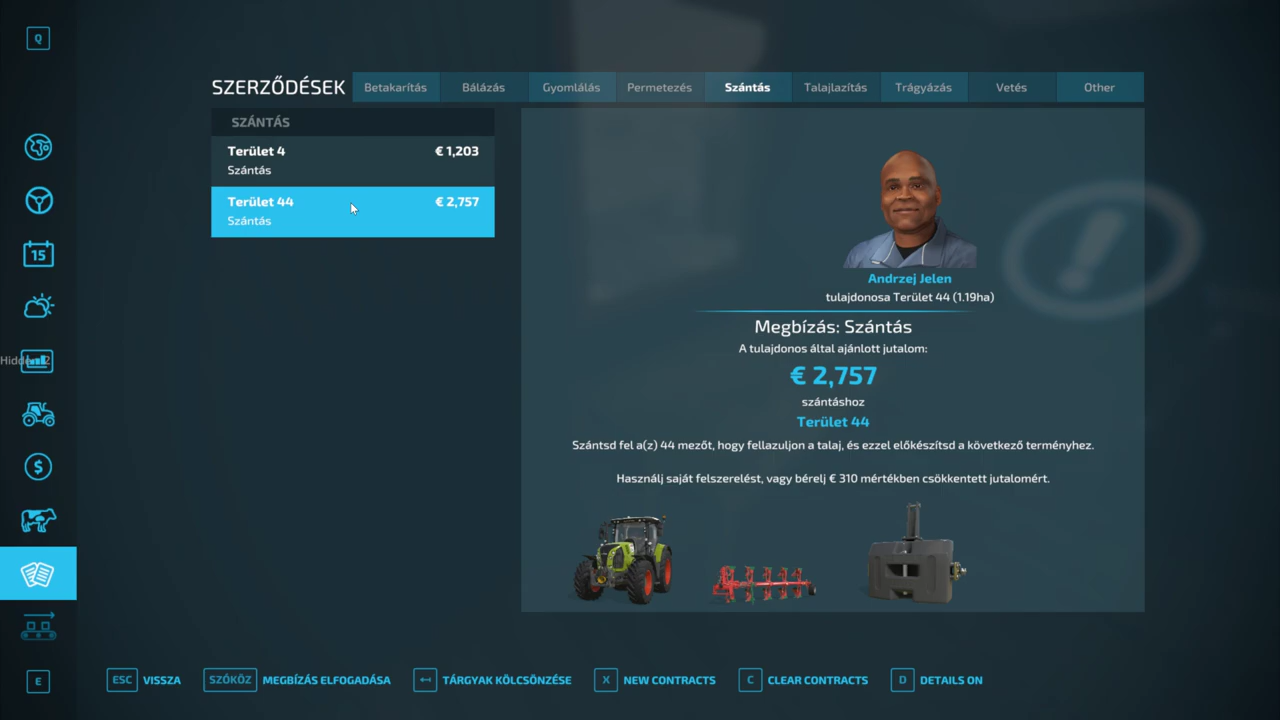 Q
SZERZŐDÉSEK
Betakarítás
Bálázás
Gyomlálás
Permetezés
Szántás
Talajlazítás
Trágyázás
Vetés
Other
SZÁNTÁS
Terület 4 € 1,203
Szántás
Terület 44 € 2,757
Szántás
15
Andrzej Jelen
tulajdonosa Terület 44 (1.19ha)
Megbízás: Szántás
A tulajdonos által ajánlott jutalom:
€ 2,757
szántáshoz
Terület 44
Szántsd fel a(z) 44 mezőt, hogy fellazuljon a talaj, és ezzel előkészítsd a következő terményhez.
Használj saját felszerelést, vagy bérelj € 310 mértékben csökkentett jutalomért.
$
E
ESC VISSZA
SZÓKÖZ MEGBÍZÁS ELFOGADÁSA
TÁRGYAK KÖLCSÖNZÉSE
X NEW CONTRACTS
C CLEAR CONTRACTS
D DETAILS ON